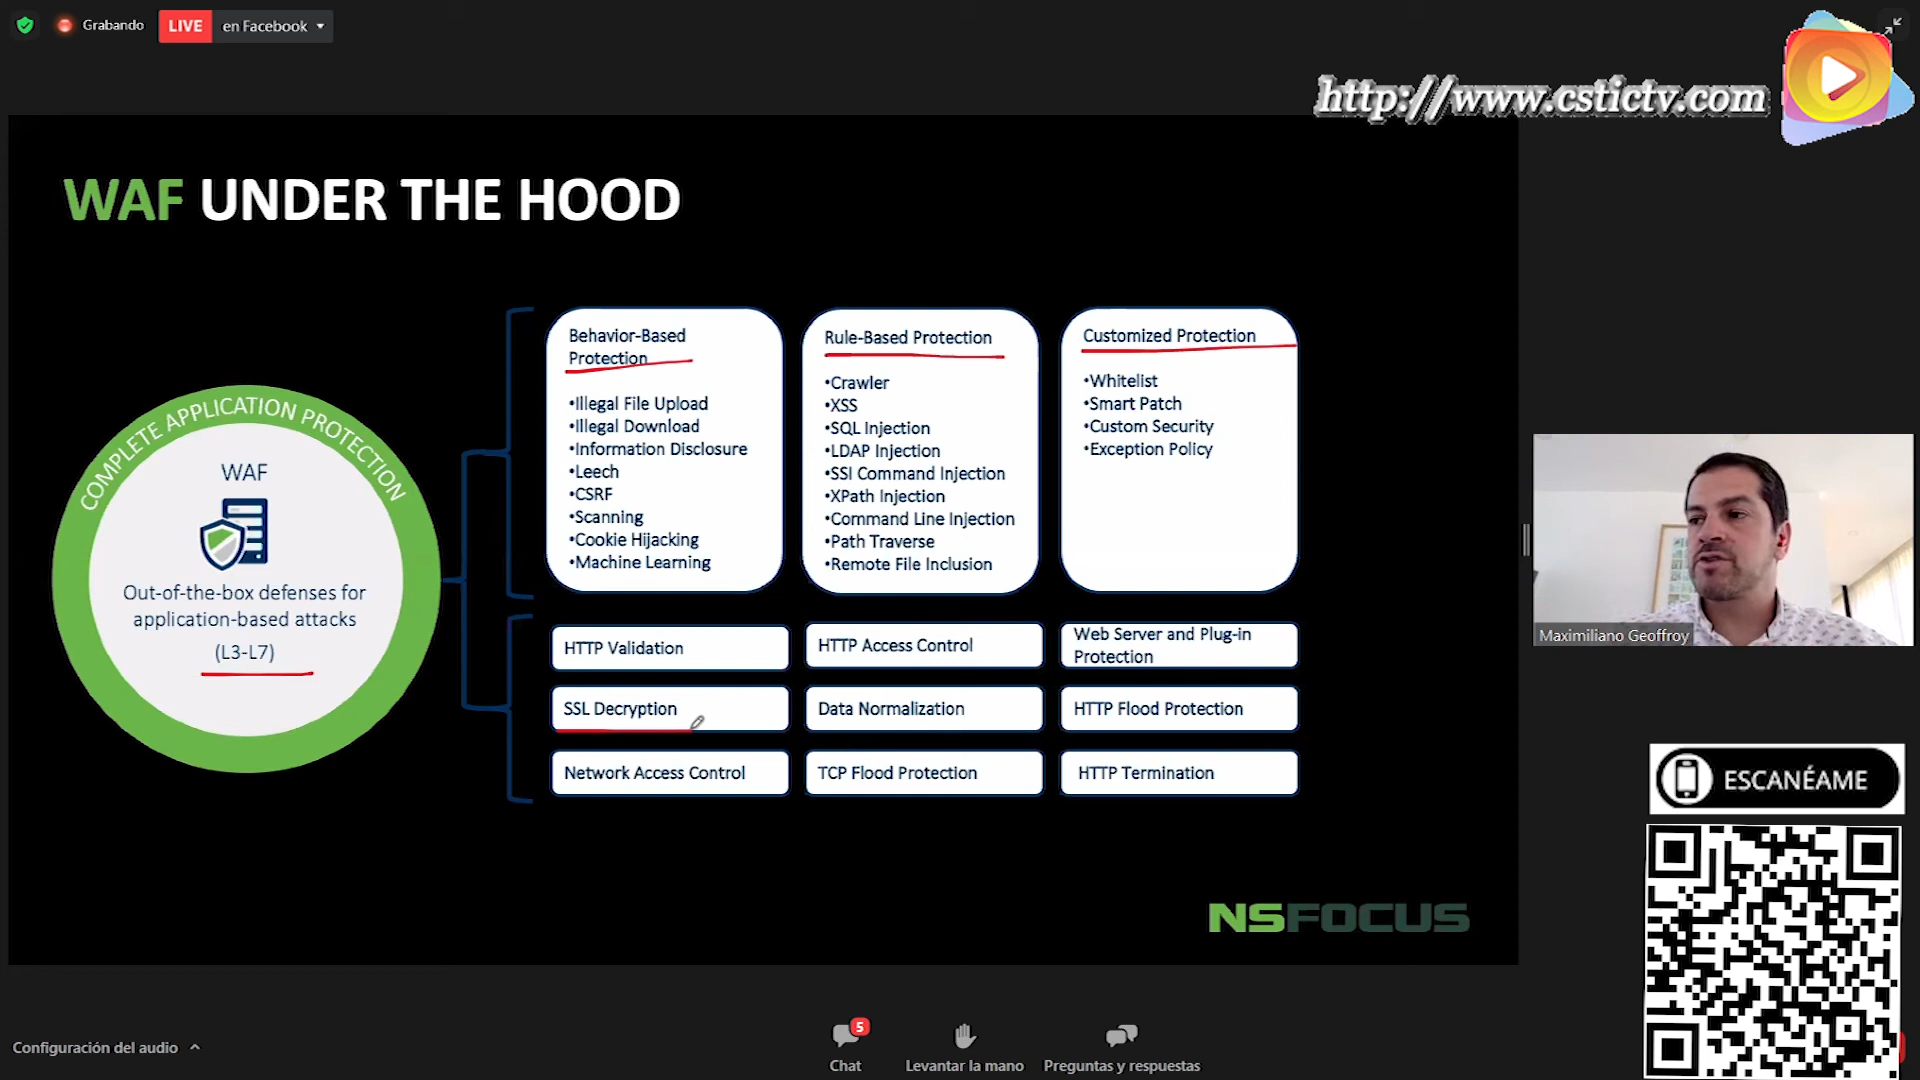 Grabando
LIVE
en Facebook
http://www.cstictv.com
WAF UNDER THE HOOD
COMPLETE APPLICATION PROTECTION
WAF
Out-of-the-box defenses for
application-based attacks
(L3-L7)
Behavior-Based
Protection
•Illegal File Upload
•Illegal Download
•Information Disclosure
•Leech
•CSRF
•Scanning
•Cookie Hijacking
•Machine Learning
Rule-Based Protection
•Crawler
•XSS
•SQL Injection
•LDAP Injection
•SSI Command Injection
•XPath Injection
•Command Line Injection
•Path Traverse
•Remote File Inclusion
Customized Protection
•Whitelist
•Smart Patch
•Custom Security
•Exception Policy
HTTP Validation
HTTP Access Control
Web Server and Plug-in
Protection
SSL Decryption
Data Normalization
HTTP Flood Protection
Network Access Control
TCP Flood Protection
HTTP Termination
NSFOCUS
Maximiliano Geoffroy
ESCANÉAME
Configuración del audio
5
Chat
Levantar la mano
Preguntas y respuestas